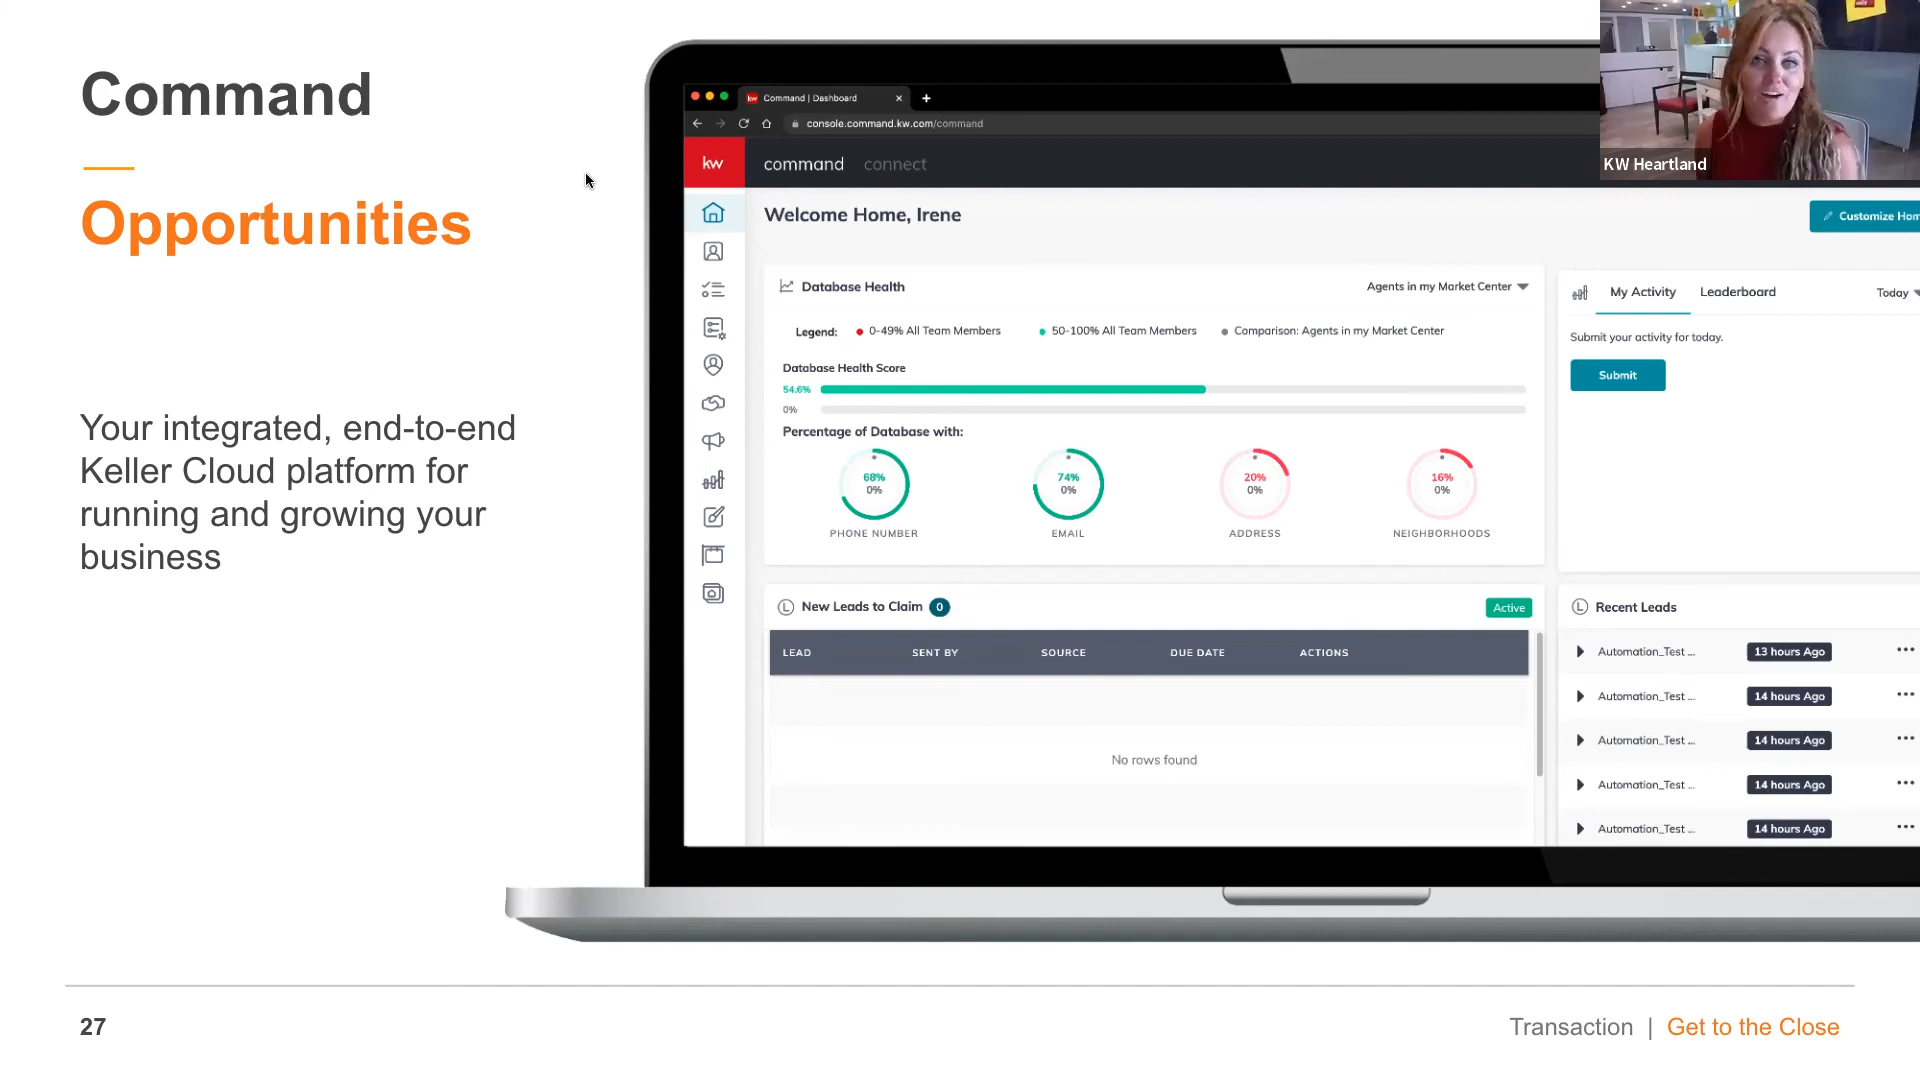 Command
Opportunities
Your integrated, end-to-end
Keller Cloud platform for
running and growing your
business
kw Command | Dashboard
console.command.kw.com/command
kw command connect
Welcome Home, Irene
Customize Hom
Database Health
Agents in my Market Center
Legend: 0-49% All Team Members 50-100% All Team Members Comparison: Agents in my Market Center
Database Health Score
54.6%
0%
Percentage of Database with:
68%
0%
PHONE NUMBER
74%
0%
EMAIL
20%
0%
ADDRESS
16%
0%
NEIGHBORHOODS
My Activity Leaderboard Today
Submit your activity for today.
Submit
New Leads to Claim 0 Active
LEAD SENT BY SOURCE DUE DATE ACTIONS
No rows found
Recent Leads
Automation_Test ... 13 hours Ago
Automation_Test ... 14 hours Ago
Automation_Test ... 14 hours Ago
Automation_Test ... 14 hours Ago
Automation_Test ... 14 hours Ago
KW Heartland
27
Transaction | Get to the Close